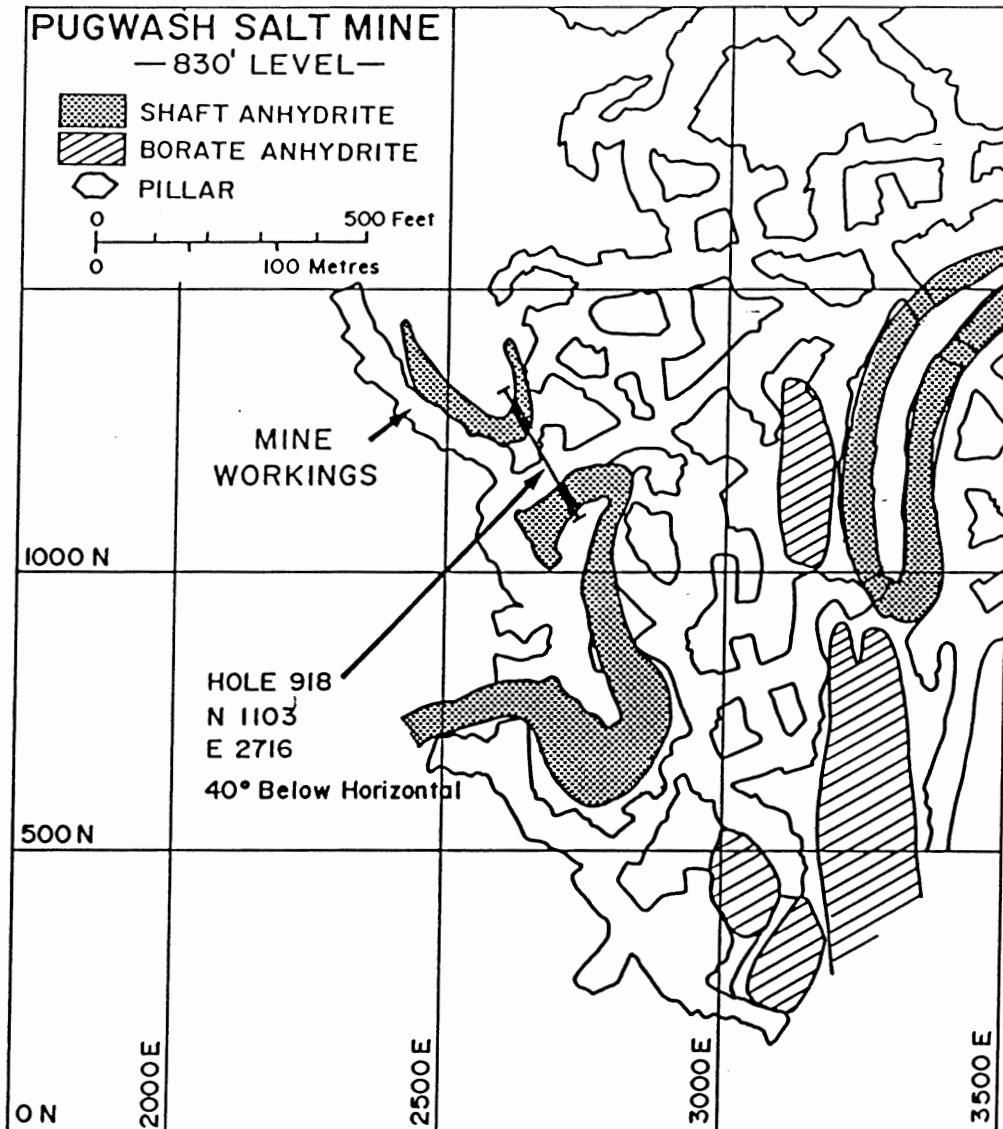 PUGWASH SALT MINE
—830' LEVEL—
SHAFT ANHYDRITE
BORATE ANHYDRITE
PILLAR
0 500 Feet
0 100 Metres
MINE
WORKINGS
1000 N
HOLE 918
N 1103
E 2716
40° Below Horizontal
500 N
0 N
2000 E
2500 E
3000 E
3500 E